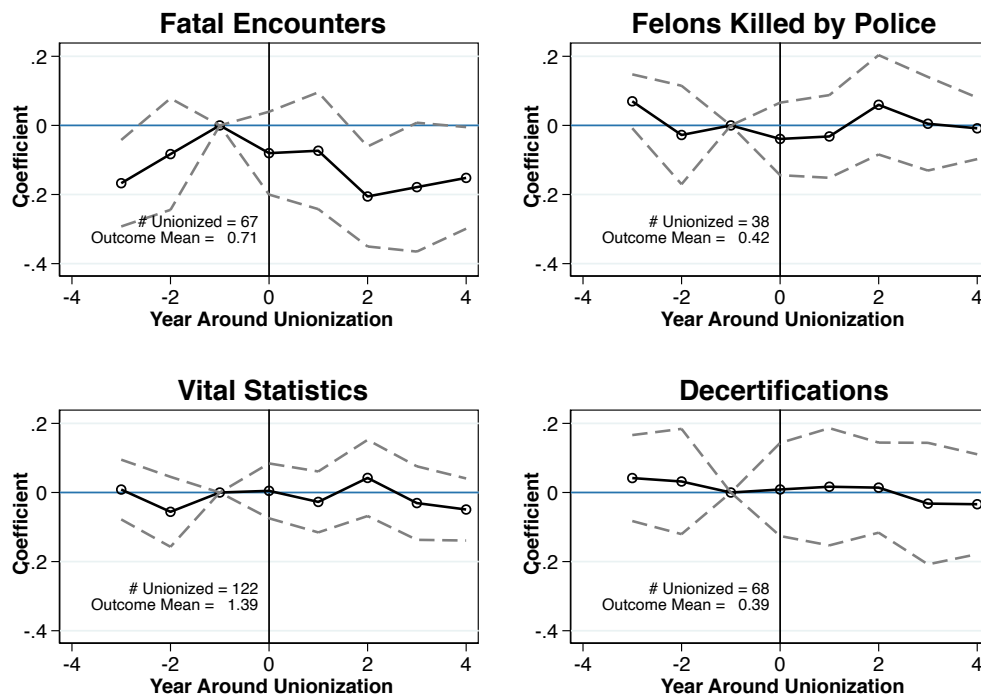 Fatal Encounters
.2
0
.2
-.4
Coefficient
# Unionized = 67
Outcome Mean = 0.71
-4 -2 0 2 4
Year Around Unionization
Felons Killed by Police
.2
0
.2
-.4
Coefficient
# Unionized = 38
Outcome Mean = 0.42
-4 -2 0 2 4
Year Around Unionization
Vital Statistics
.2
0
.2
-.4
Coefficient
# Unionized = 122
Outcome Mean = 1.39
-4 -2 0 2 4
Year Around Unionization
Decertifications
.2
0
.2
-.4
Coefficient
# Unionized = 68
Outcome Mean = 0.39
-4 -2 0 2 4
Year Around Unionization